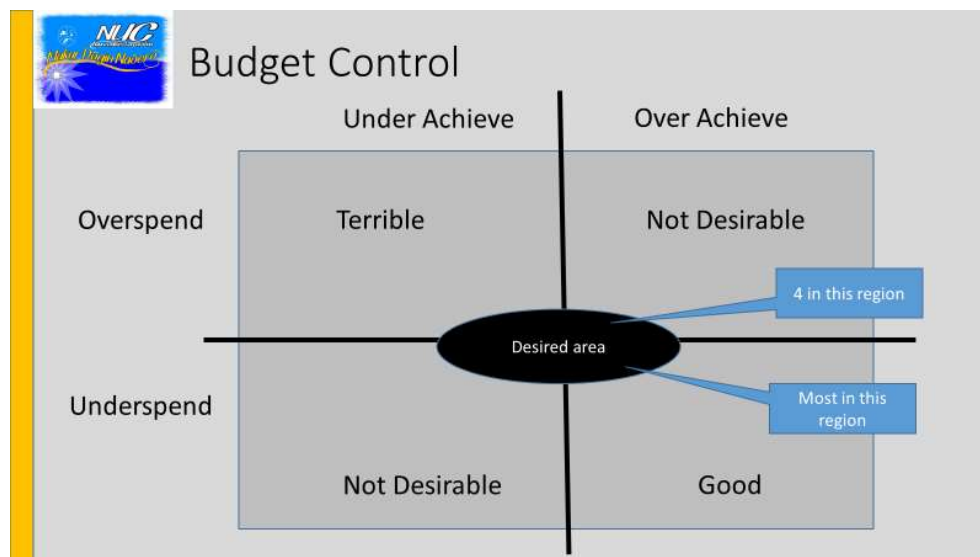 NUC
Budget Control
Under Achieve
Over Achieve
Overspend
Terrible
Not Desirable
4 in this region
Desired area
Underspend
Most in this
region
Not Desirable
Good